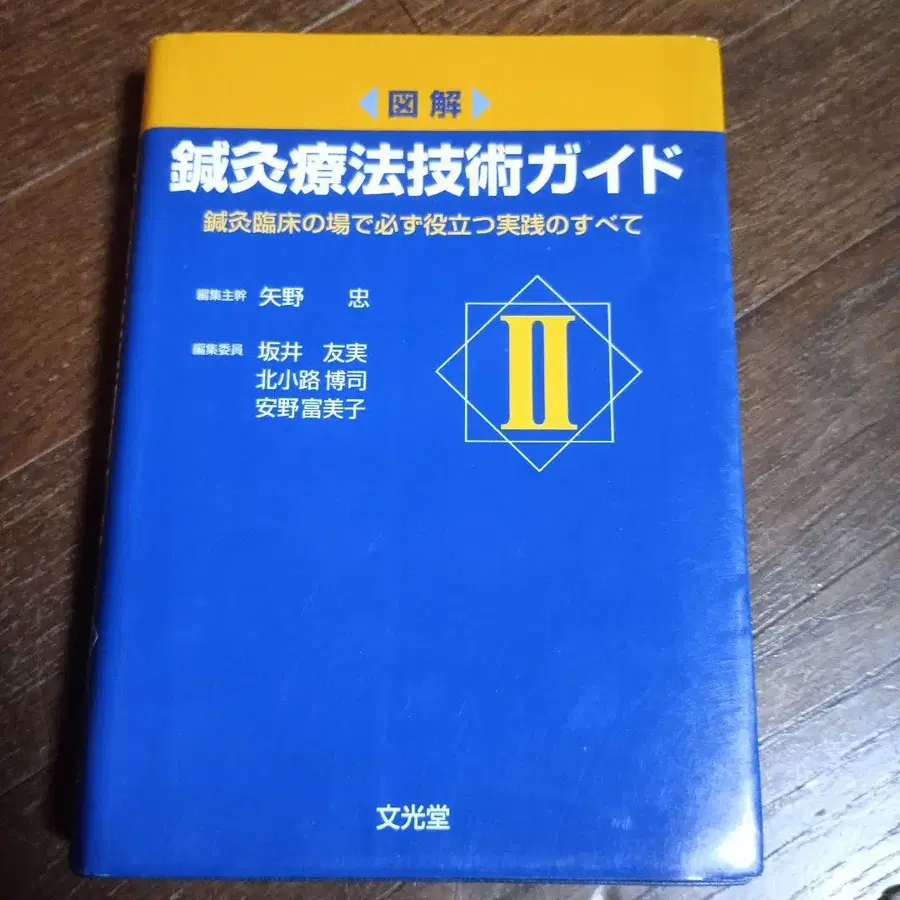 図解
鍼灸療法技術ガイド
鍼灸臨床の場で必ず役立つ実践のすべて
編集主幹 矢野 忠
編集委員 坂井 友実
北小路 博司
安野 富美子
II
文光堂